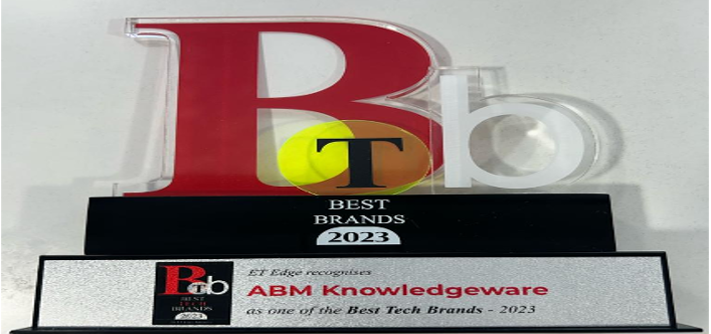 B
T
b
BEST
BRANDS
2023
B
T
b
BEST
TECH
BRANDS
2023
ET Edge recognises
ABM Knowledgeware
as one of the Best Tech Brands - 2023